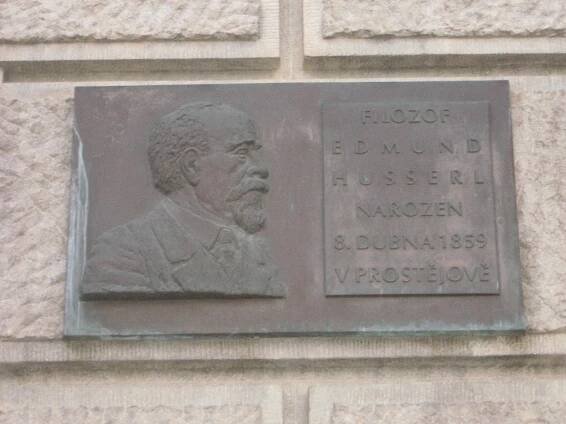 FILOZOF
EDMUND
HUSSERL
NAROZEN
8. DUBNA 1859
V PROSTĚJOVĚ